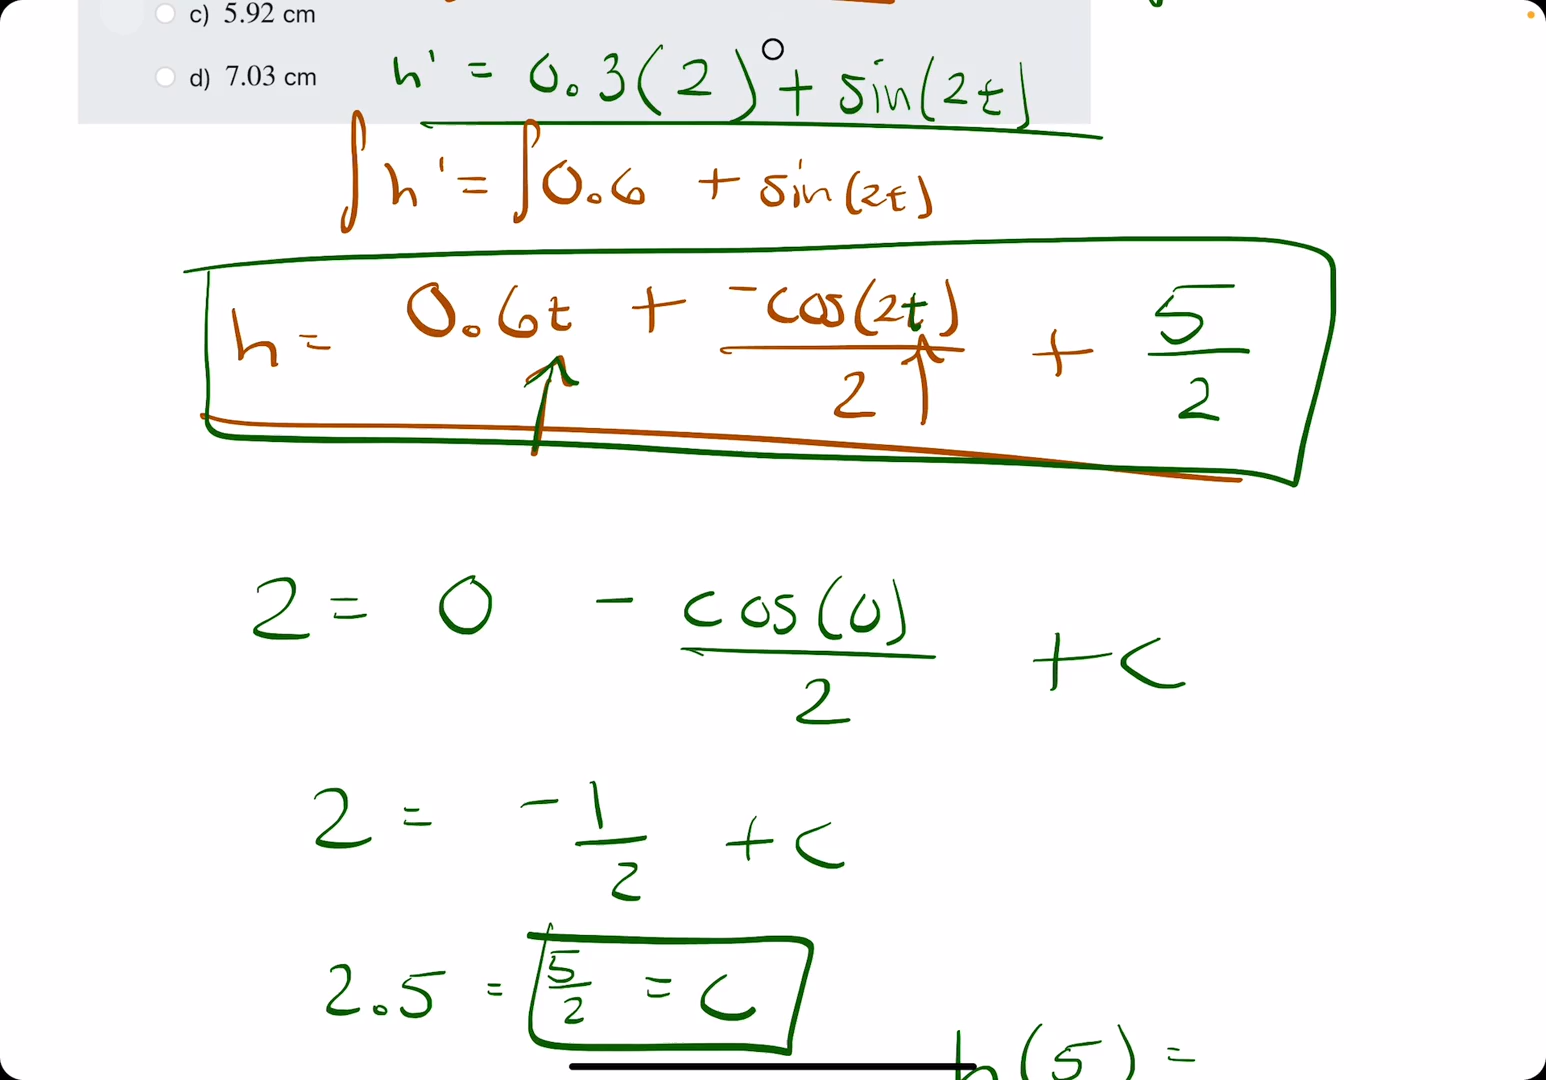 c) 5.92 cm
d) 7.03 cm
h' = 0.3(2) + sin(2t)
∫h' = ∫0.6 + sin(2t)
h = 0.6t + -cos(2t)/2 + 5/2
2 = 0 - cos(0)/2 + c
2 = -1/2 + c
2.5 = 5/2 = c
h(5) =